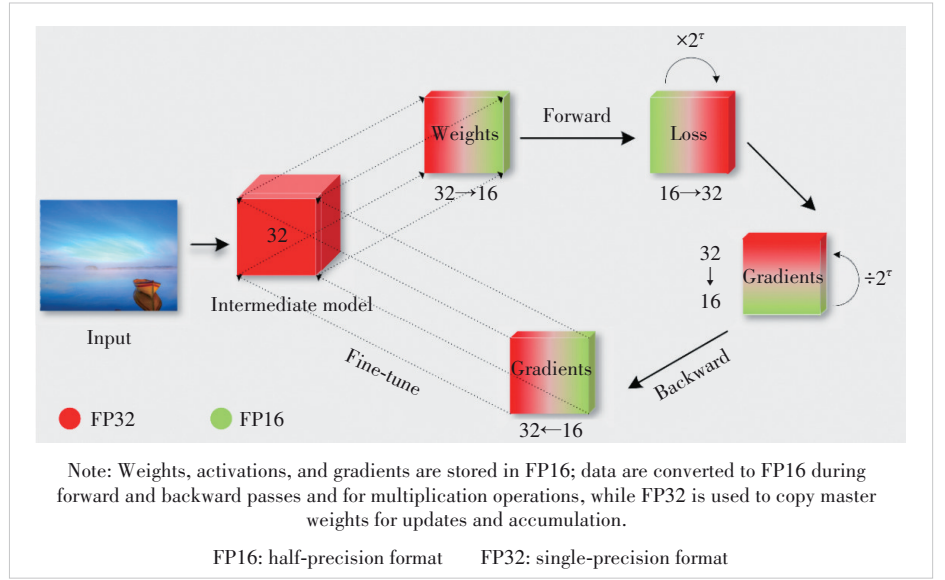 ×2τ
Weights
Forward
Loss
32→16
16→32
32
Intermediate model
Input
32
↓
16
Gradients
÷2τ
Backward
Gradients
32←16
Fine-tune
FP32
FP16
Note: Weights, activations, and gradients are stored in FP16; data are converted to FP16 during
forward and backward passes and for multiplication operations, while FP32 is used to copy master
weights for updates and accumulation.
FP16: half-precision format FP32: single-precision format